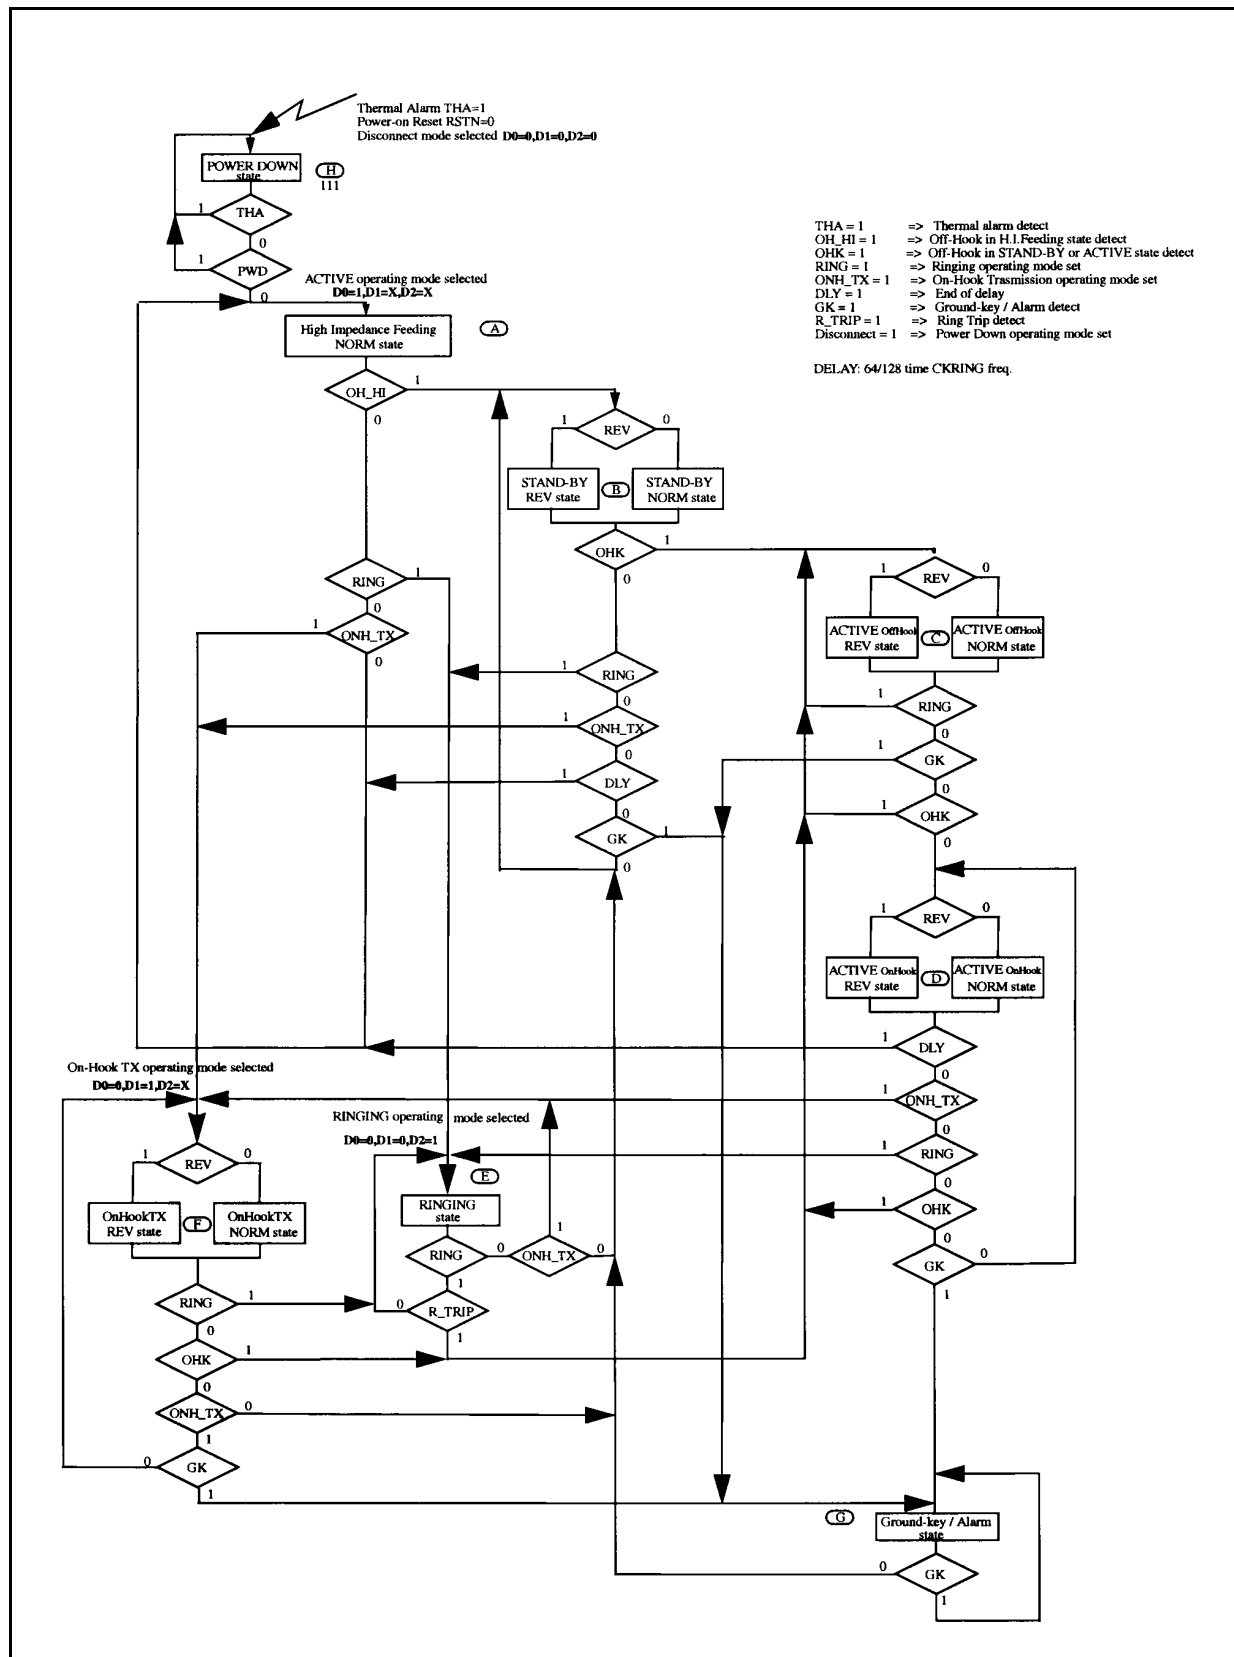 Thermal Alarm THA=1
Power-on Reset RSTN=0
Disconnect mode selected D0=0,D1=0,D2=0
POWER DOWN
state
H
111
1
THA
0
1
PWD
0
ACTIVE operating mode selected
D0=1,D1=X,D2=X
High Impedance Feeding
NORM state
A
THA = 1 => Thermal alarm detect
OH_HI = 1 => Off-Hook in H.I.Feeding state detect
OHK = 1 => Off-Hook in STAND-BY or ACTIVE state detect
RING = 1 => Ringing operating mode set
ONH_TX = 1 => On-Hook Trasmission operating mode set
DLY = 1 => End of delay
GK = 1 => Ground-key / Alarm detect
R_TRIP = 1 => Ring Trip detect
Disconnect = 1 => Power Down operating mode set
DELAY: 64/128 time CKRING freq.
OH_HI
1
0
1
REV
0
STAND-BY
REV state
B
STAND-BY
NORM state
OHK
1
0
RING
1
0
1
ONH_TX
0
1
REV
0
ACTIVE OffHook
REV state
C
ACTIVE OffHook
NORM state
1
RING
0
1
ONH_TX
0
1
DLY
0
GK
1
0
1
RING
0
1
GK
0
1
OHK
0
1
REV
0
ACTIVE OnHook
REV state
D
ACTIVE OnHook
NORM state
1
DLY
0
1
ONH_TX
0
1
RING
0
1
OHK
0
GK
0
1
On-Hook TX operating mode selected
D0=0,D1=1,D2=X
RINGING operating mode selected
D0=0,D1=0,D2=1
1
REV
0
OnHookTX
REV state
F
OnHookTX
NORM state
E
RINGING
state
RING
0
1
ONH_TX
1
0
0
R_TRIP
1
RING
1
0
OHK
1
0
ONH_TX
0
1
0
GK
1
G
Ground-key / Alarm
state
0
GK
1